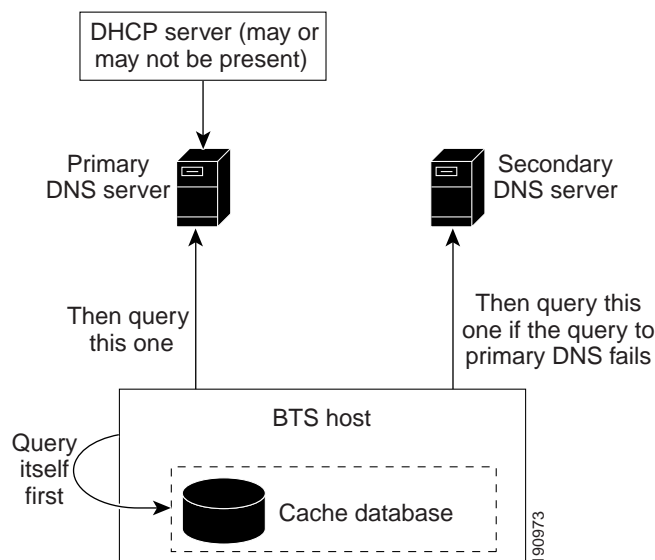 DHCP server (may or
may not be present)
Primary
DNS server
Secondary
DNS server
Then query
this one
Then query this
one if the query to
primary DNS fails
BTS host
Query
itself
first
Cache database
190973